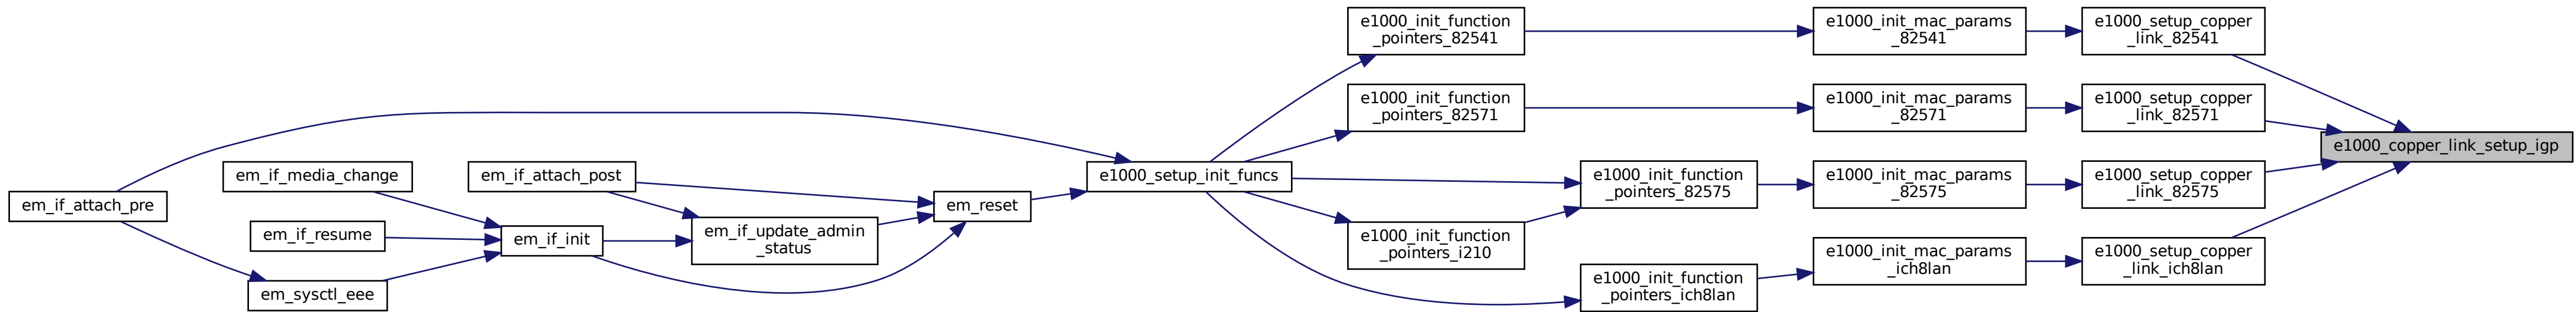 e1000_init_function
_pointers_82541
e1000_init_mac_params
_82541
e1000_setup_copper
_link_82541
e1000_init_function
_pointers_82571
e1000_init_mac_params
_82571
e1000_setup_copper
_link_82571
e1000_copper_link_setup_igp
em_if_attach_pre
em_if_media_change
em_if_resume
em_sysctl_eee
em_if_attach_post
em_if_init
em_if_update_admin
_status
em_reset
e1000_setup_init_funcs
e1000_init_function
_pointers_i210
e1000_init_function
_pointers_82575
e1000_init_mac_params
_82575
e1000_setup_copper
_link_82575
e1000_init_function
_pointers_ich8lan
e1000_init_mac_params
_ich8lan
e1000_setup_copper
_link_ich8lan